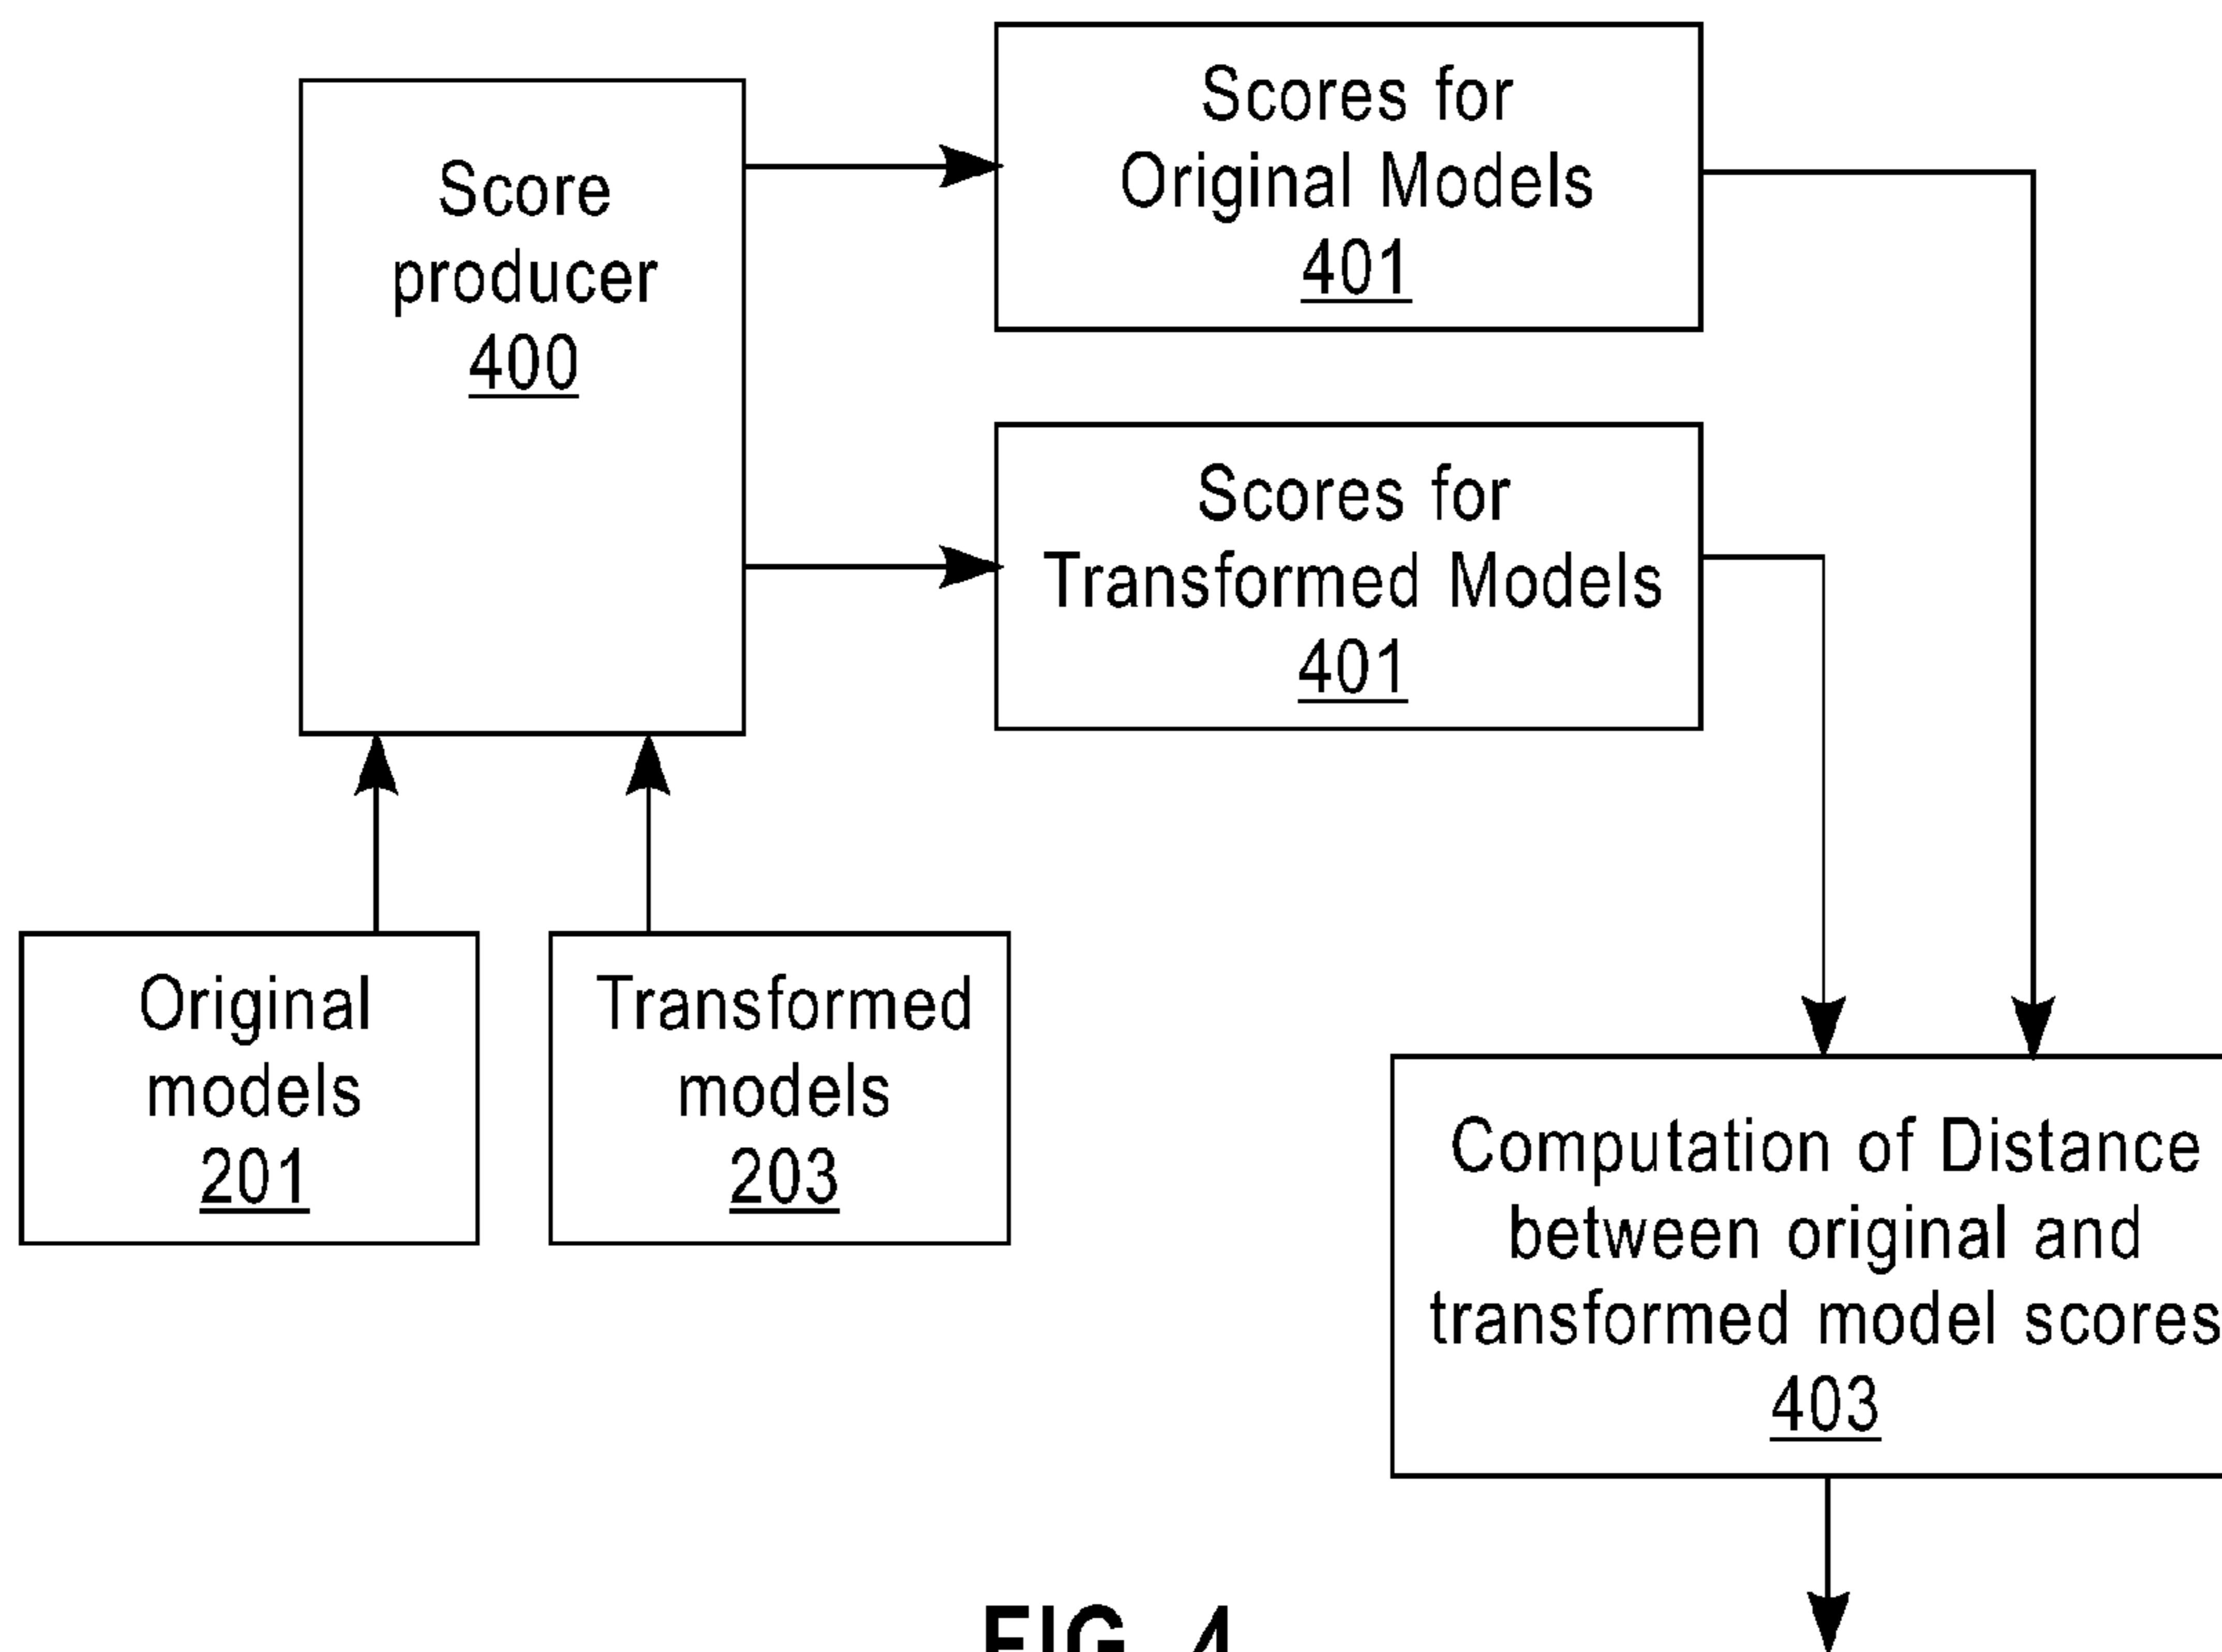 Score
producer
400
Scores for
Original Models
401
Scores for
Transformed Models
401
Original
models
201
Transformed
models
203
Computation of Distance
between original and
transformed model scores
403
FIG. 4